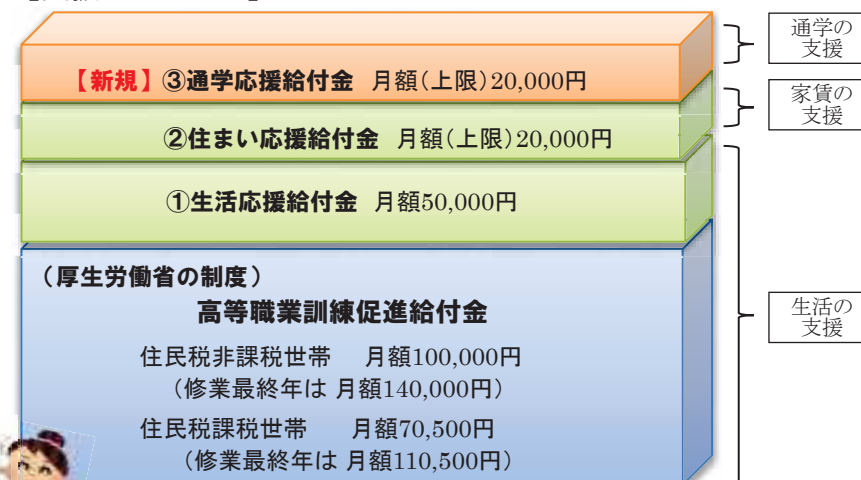 【新規】③通学応援給付金 月額(上限)20,000円
通学の
支援
②住まい応援給付金 月額(上限)20,000円
家賃の
支援
①生活応援給付金 月額50,000円
(厚生労働省の制度)
高等職業訓練促進給付金
住民税非課税世帯 月額100,000円
(修業最終年は 月額140,000円)
住民税課税世帯 月額70,500円
(修業最終年は 月額110,500円)
生活の
支援